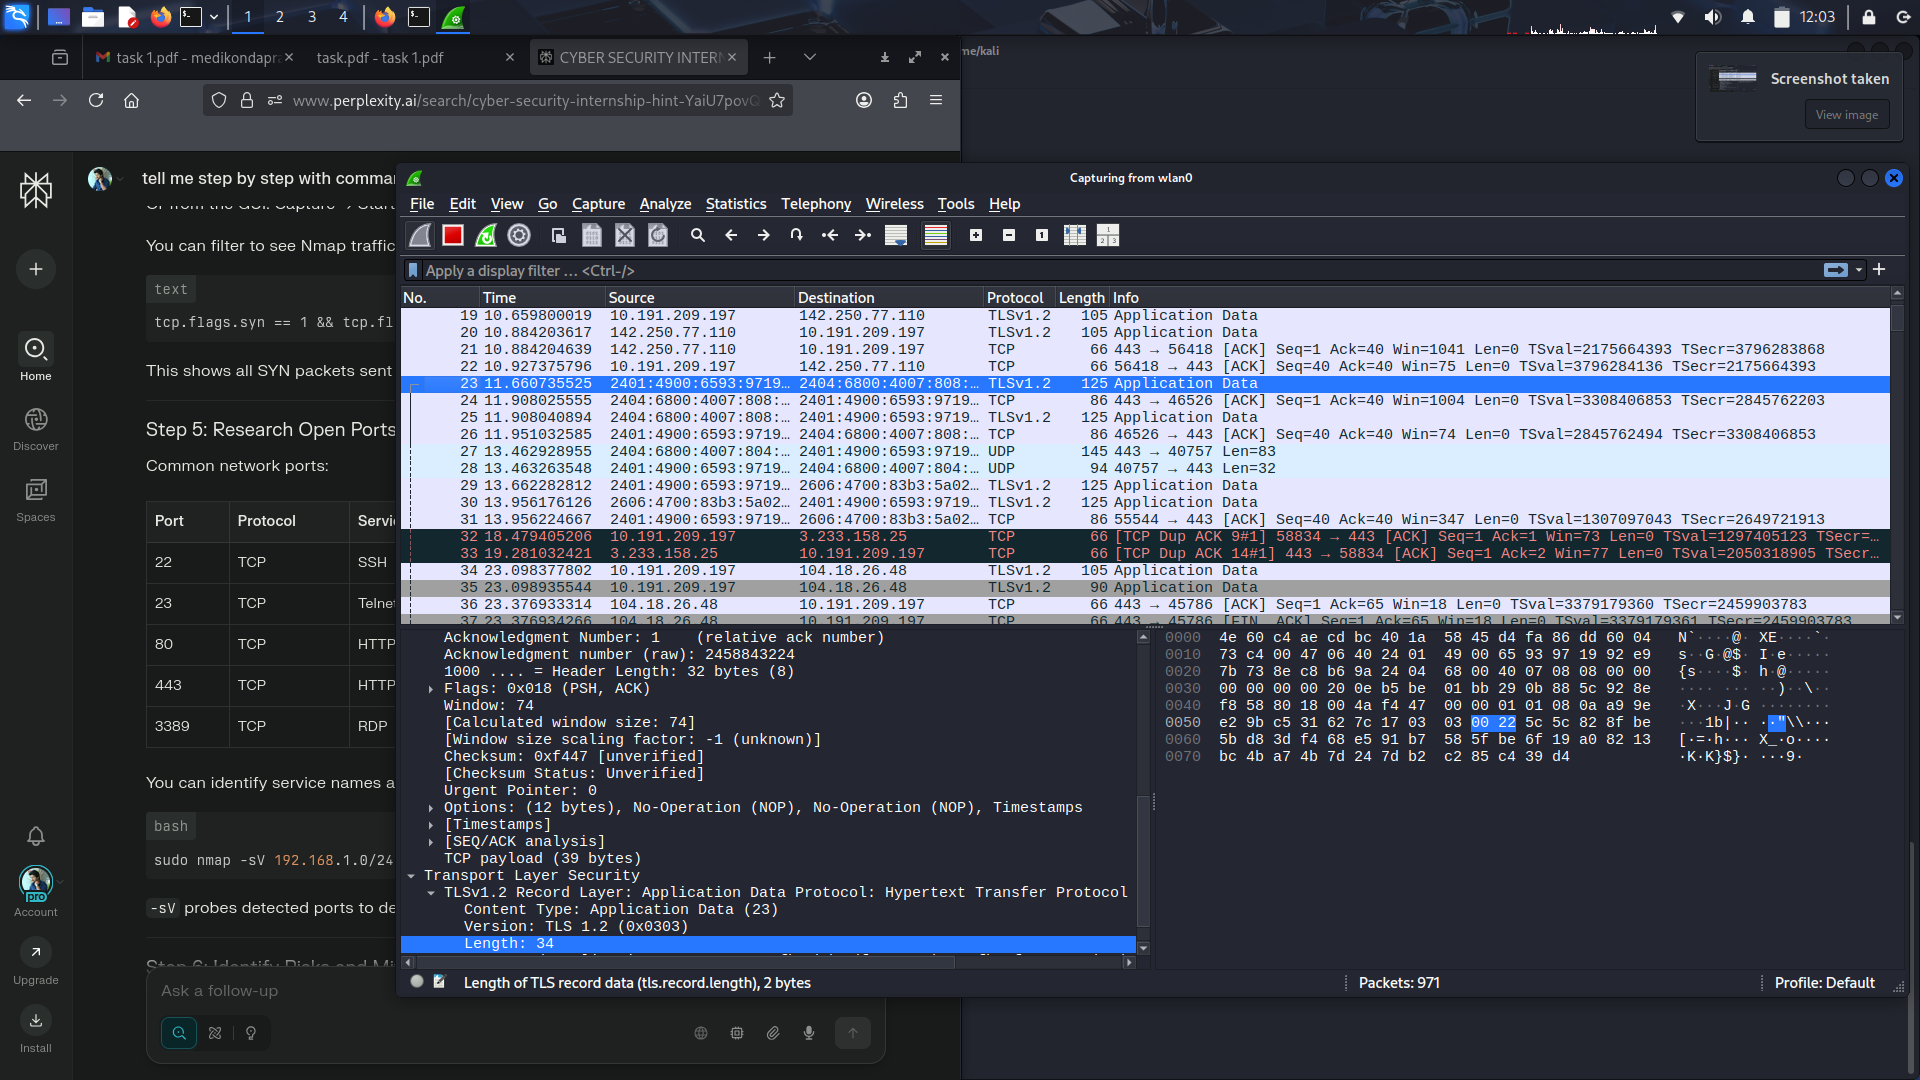 1 2 3 4 12:03
task 1.pdf - medikondapra
task.pdf - task 1.pdf
CYBER SECURITY INTERN
me/kali
www.perplexity.ai/search/cyber-security-internship-hint-YaiU7povQ
Screenshot taken
View image
tell me step by step with comman
You can filter to see Nmap traffic
text
tcp.flags.syn == 1 && tcp.fl
This shows all SYN packets sent
Step 5: Research Open Ports
Common network ports:
Port Protocol Servi
22 TCP SSH
23 TCP Telne
80 TCP HTTP
443 TCP HTTP
3389 TCP RDP
You can identify service names a
bash
sudo nmap -sV 192.168.1.0/24
-sV probes detected ports to de
Ask a follow-up
Home
Discover
Spaces
pro
Account
Upgrade
Install
Capturing from wlan0
File Edit View Go Capture Analyze Statistics Telephony Wireless Tools Help
Apply a display filter … <Ctrl-/>
No. Time Source Destination Protocol Length Info
19 10.659800019 10.191.209.197 142.250.77.110 TLSv1.2 105 Application Data
20 10.884203617 142.250.77.110 10.191.209.197 TLSv1.2 105 Application Data
21 10.884204639 142.250.77.110 10.191.209.197 TCP 66 443 → 56418 [ACK] Seq=1 Ack=40 Win=1041 Len=0 TSval=2175664393 TSecr=3796283868
22 10.927375796 10.191.209.197 142.250.77.110 TCP 66 56418 → 443 [ACK] Seq=40 Ack=40 Win=75 Len=0 TSval=3796284136 TSecr=2175664393
23 11.660735525 2401:4900:6593:9719… 2404:6800:4007:808:… TLSv1.2 125 Application Data
24 11.908025555 2404:6800:4007:808:… 2401:4900:6593:9719… TCP 86 443 → 46526 [ACK] Seq=1 Ack=40 Win=1004 Len=0 TSval=3308406853 TSecr=2845762203
25 11.908040894 2404:6800:4007:808:… 2401:4900:6593:9719… TLSv1.2 125 Application Data
26 11.951032585 2401:4900:6593:9719… 2404:6800:4007:808:… TCP 86 46526 → 443 [ACK] Seq=40 Ack=40 Win=74 Len=0 TSval=2845762494 TSecr=3308406853
27 13.462928955 2404:6800:4007:804:… 2401:4900:6593:9719… UDP 145 443 → 40757 Len=83
28 13.463263548 2401:4900:6593:9719… 2404:6800:4007:804:… UDP 94 40757 → 443 Len=32
29 13.662282812 2401:4900:6593:9719… 2606:4700:83b3:5a02… TLSv1.2 125 Application Data
30 13.956176126 2606:4700:83b3:5a02… 2401:4900:6593:9719… TLSv1.2 125 Application Data
31 13.956224667 2401:4900:6593:9719… 2606:4700:83b3:5a02… TCP 86 55544 → 443 [ACK] Seq=40 Ack=40 Win=347 Len=0 TSval=1307097043 TSecr=2649721913
32 18.479405206 10.191.209.197 3.233.158.25 TCP 66 [TCP Dup ACK 9#1] 58834 → 443 [ACK] Seq=1 Ack=1 Win=73 Len=0 TSval=1297405123 TSecr=…
33 19.281032421 3.233.158.25 10.191.209.197 TCP 66 [TCP Dup ACK 14#1] 443 → 58834 [ACK] Seq=1 Ack=2 Win=77 Len=0 TSval=2050318905 TSecr…
34 23.098377802 10.191.209.197 104.18.26.48 TLSv1.2 105 Application Data
35 23.098935544 10.191.209.197 104.18.26.48 TLSv1.2 90 Application Data
36 23.376933314 104.18.26.48 10.191.209.197 TCP 66 443 → 45786 [ACK] Seq=1 Ack=65 Win=18 Len=0 TSval=3379179360 TSecr=2459903783
37 23.376934266 104.18.26.48 10.191.209.197 TCP 66 443 → 45786 [FIN, ACK] Seq=1 Ack=65 Win=18 Len=0 TSval=3379179361 TSecr=2459903783
Acknowledgment Number: 1 (relative ack number)
Acknowledgment number (raw): 2458843224
1000 .... = Header Length: 32 bytes (8)
Flags: 0x018 (PSH, ACK)
Window: 74
[Calculated window size: 74]
[Window size scaling factor: -1 (unknown)]
Checksum: 0xf447 [unverified]
[Checksum Status: Unverified]
Urgent Pointer: 0
Options: (12 bytes), No-Operation (NOP), No-Operation (NOP), Timestamps
[Timestamps]
[SEQ/ACK analysis]
TCP payload (39 bytes)
Transport Layer Security
TLSv1.2 Record Layer: Application Data Protocol: Hypertext Transfer Protocol
Content Type: Application Data (23)
Version: TLS 1.2 (0x0303)
Length: 34
0000 4e 60 c4 ae cd bc 40 1a 58 45 d4 fa 86 dd 60 04 N`····@· XE····`·
0010 73 c4 00 47 06 40 24 01 49 00 65 93 97 19 92 e9 s··G·@$· I·e·····
0020 7b 73 8e c8 b6 9a 24 04 68 00 40 07 08 08 00 00 {s····$· h·@·····
0030 00 00 00 00 20 0e b5 be 01 bb 29 0b 88 5c 92 8e ···· ··· ··)··\··
0040 f8 58 80 18 00 4a f4 47 00 00 01 01 08 0a a9 9e ·X···J·G ········
0050 e2 9b c5 31 62 7c 17 03 03 00 22 5c 5c 82 8f be ···1b|·· ··"\\···
0060 5b d8 3d f4 68 e5 91 b7 58 5f be 6f 19 a0 82 13 [·=·h··· X_·o····
0070 bc 4b a7 4b 7d 24 7d b2 c2 85 c4 39 d4 ·K·K}$}· ···9·
Length of TLS record data (tls.record.length), 2 bytes
Packets: 971
Profile: Default